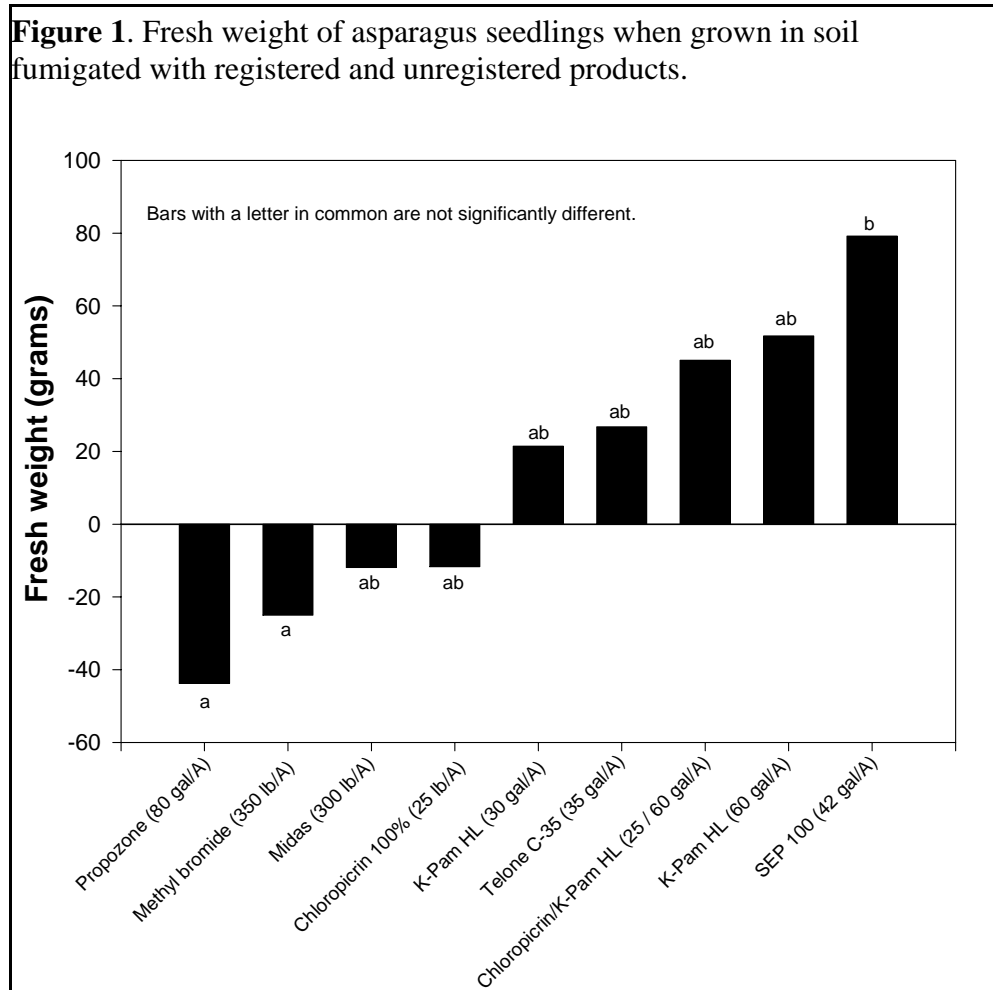 Figure 1. Fresh weight of asparagus seedlings when grown in soil
fumigated with registered and unregistered products.
100
80
60
40
20
0
-20
-40
-60
Fresh weight (grams)
Bars with a letter in common are not significantly different.
a
a
ab
ab
ab
ab
ab
ab
b
Propozone (80 gal/A)
Methyl bromide (350 lb/A)
Midas (300 lb/A)
Chloropicrin 100% (25 lb/A)
K-Pam HL (30 gal/A)
Telone C-35 (35 gal/A)
Chloropicrin/K-Pam HL (25 / 60 gal/A)
K-Pam HL (60 gal/A)
SEP 100 (42 gal/A)